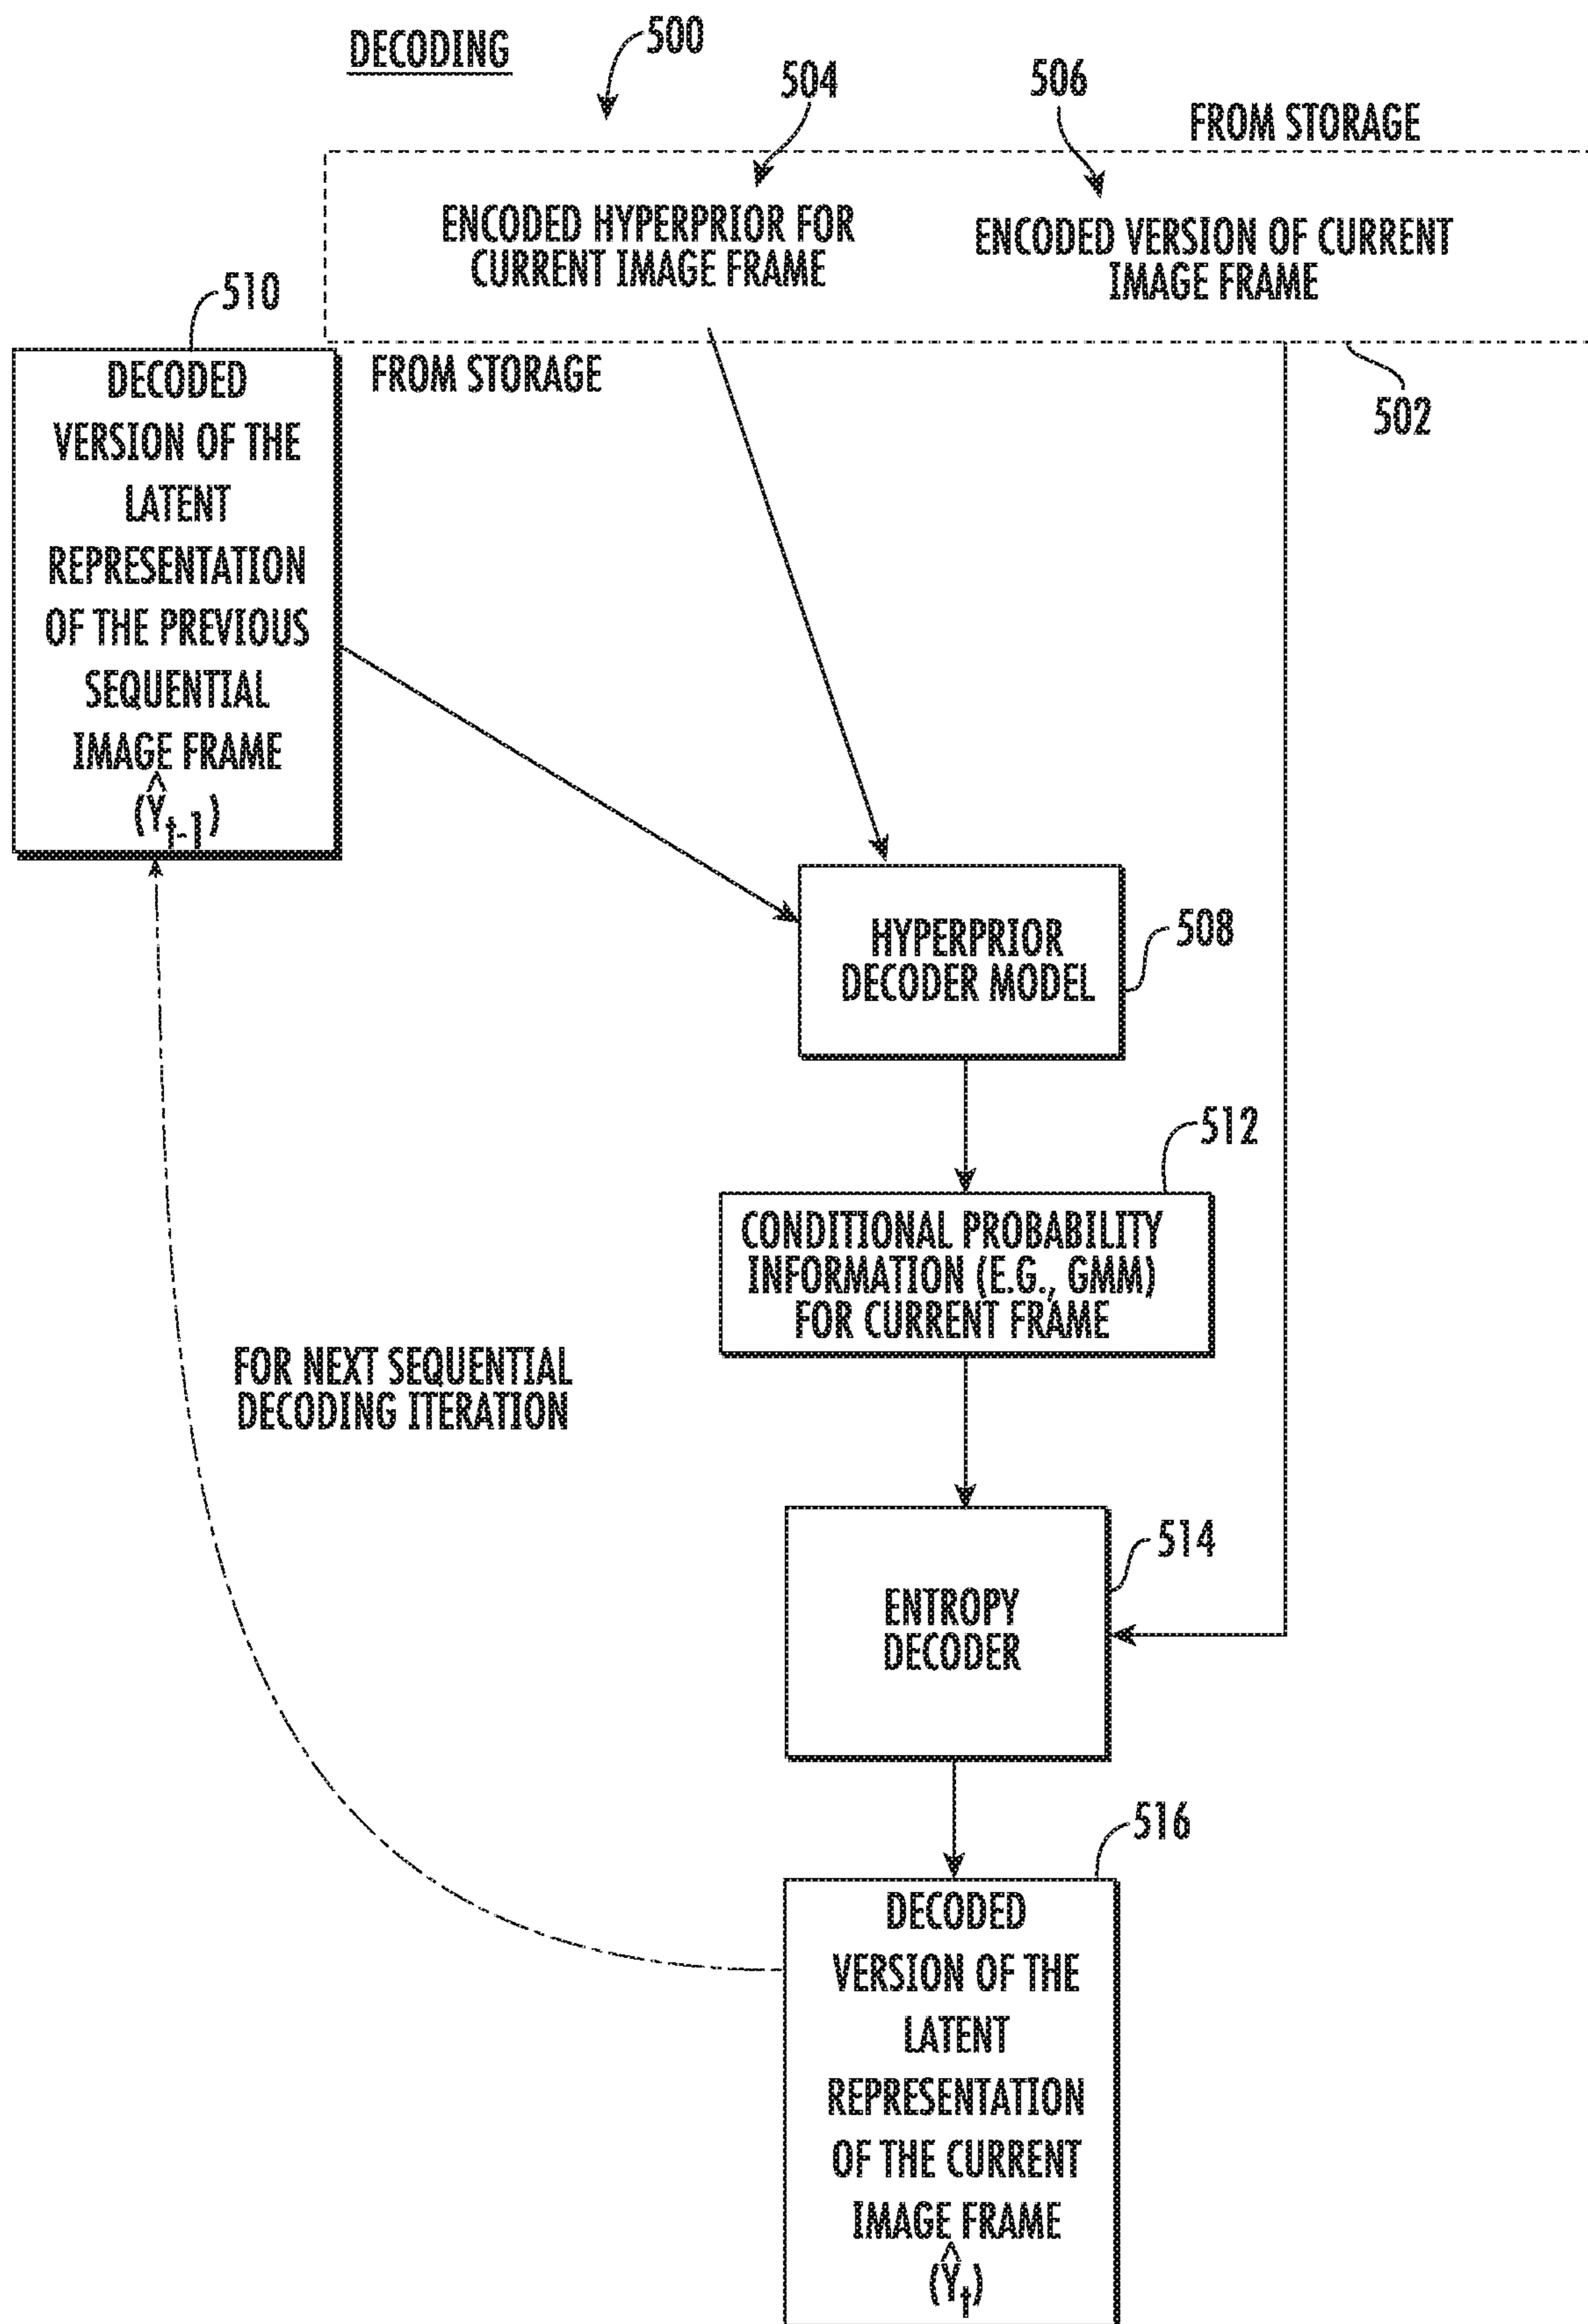 DECODING
500
504
506
FROM STORAGE
ENCODED HYPERPRIOR FOR
CURRENT IMAGE FRAME
ENCODED VERSION OF CURRENT
IMAGE FRAME
510
FROM STORAGE
502
DECODED
VERSION OF THE
LATENT
REPRESENTATION
OF THE PREVIOUS
SEQUENTIAL
IMAGE FRAME
(Ŷt-1)
HYPERPRIOR
DECODER MODEL
508
512
CONDITIONAL PROBABILITY
INFORMATION (E.G., GMM)
FOR CURRENT FRAME
FOR NEXT SEQUENTIAL
DECODING ITERATION
514
ENTROPY
DECODER
516
DECODED
VERSION OF THE
LATENT
REPRESENTATION
OF THE CURRENT
IMAGE FRAME
(Ŷt)